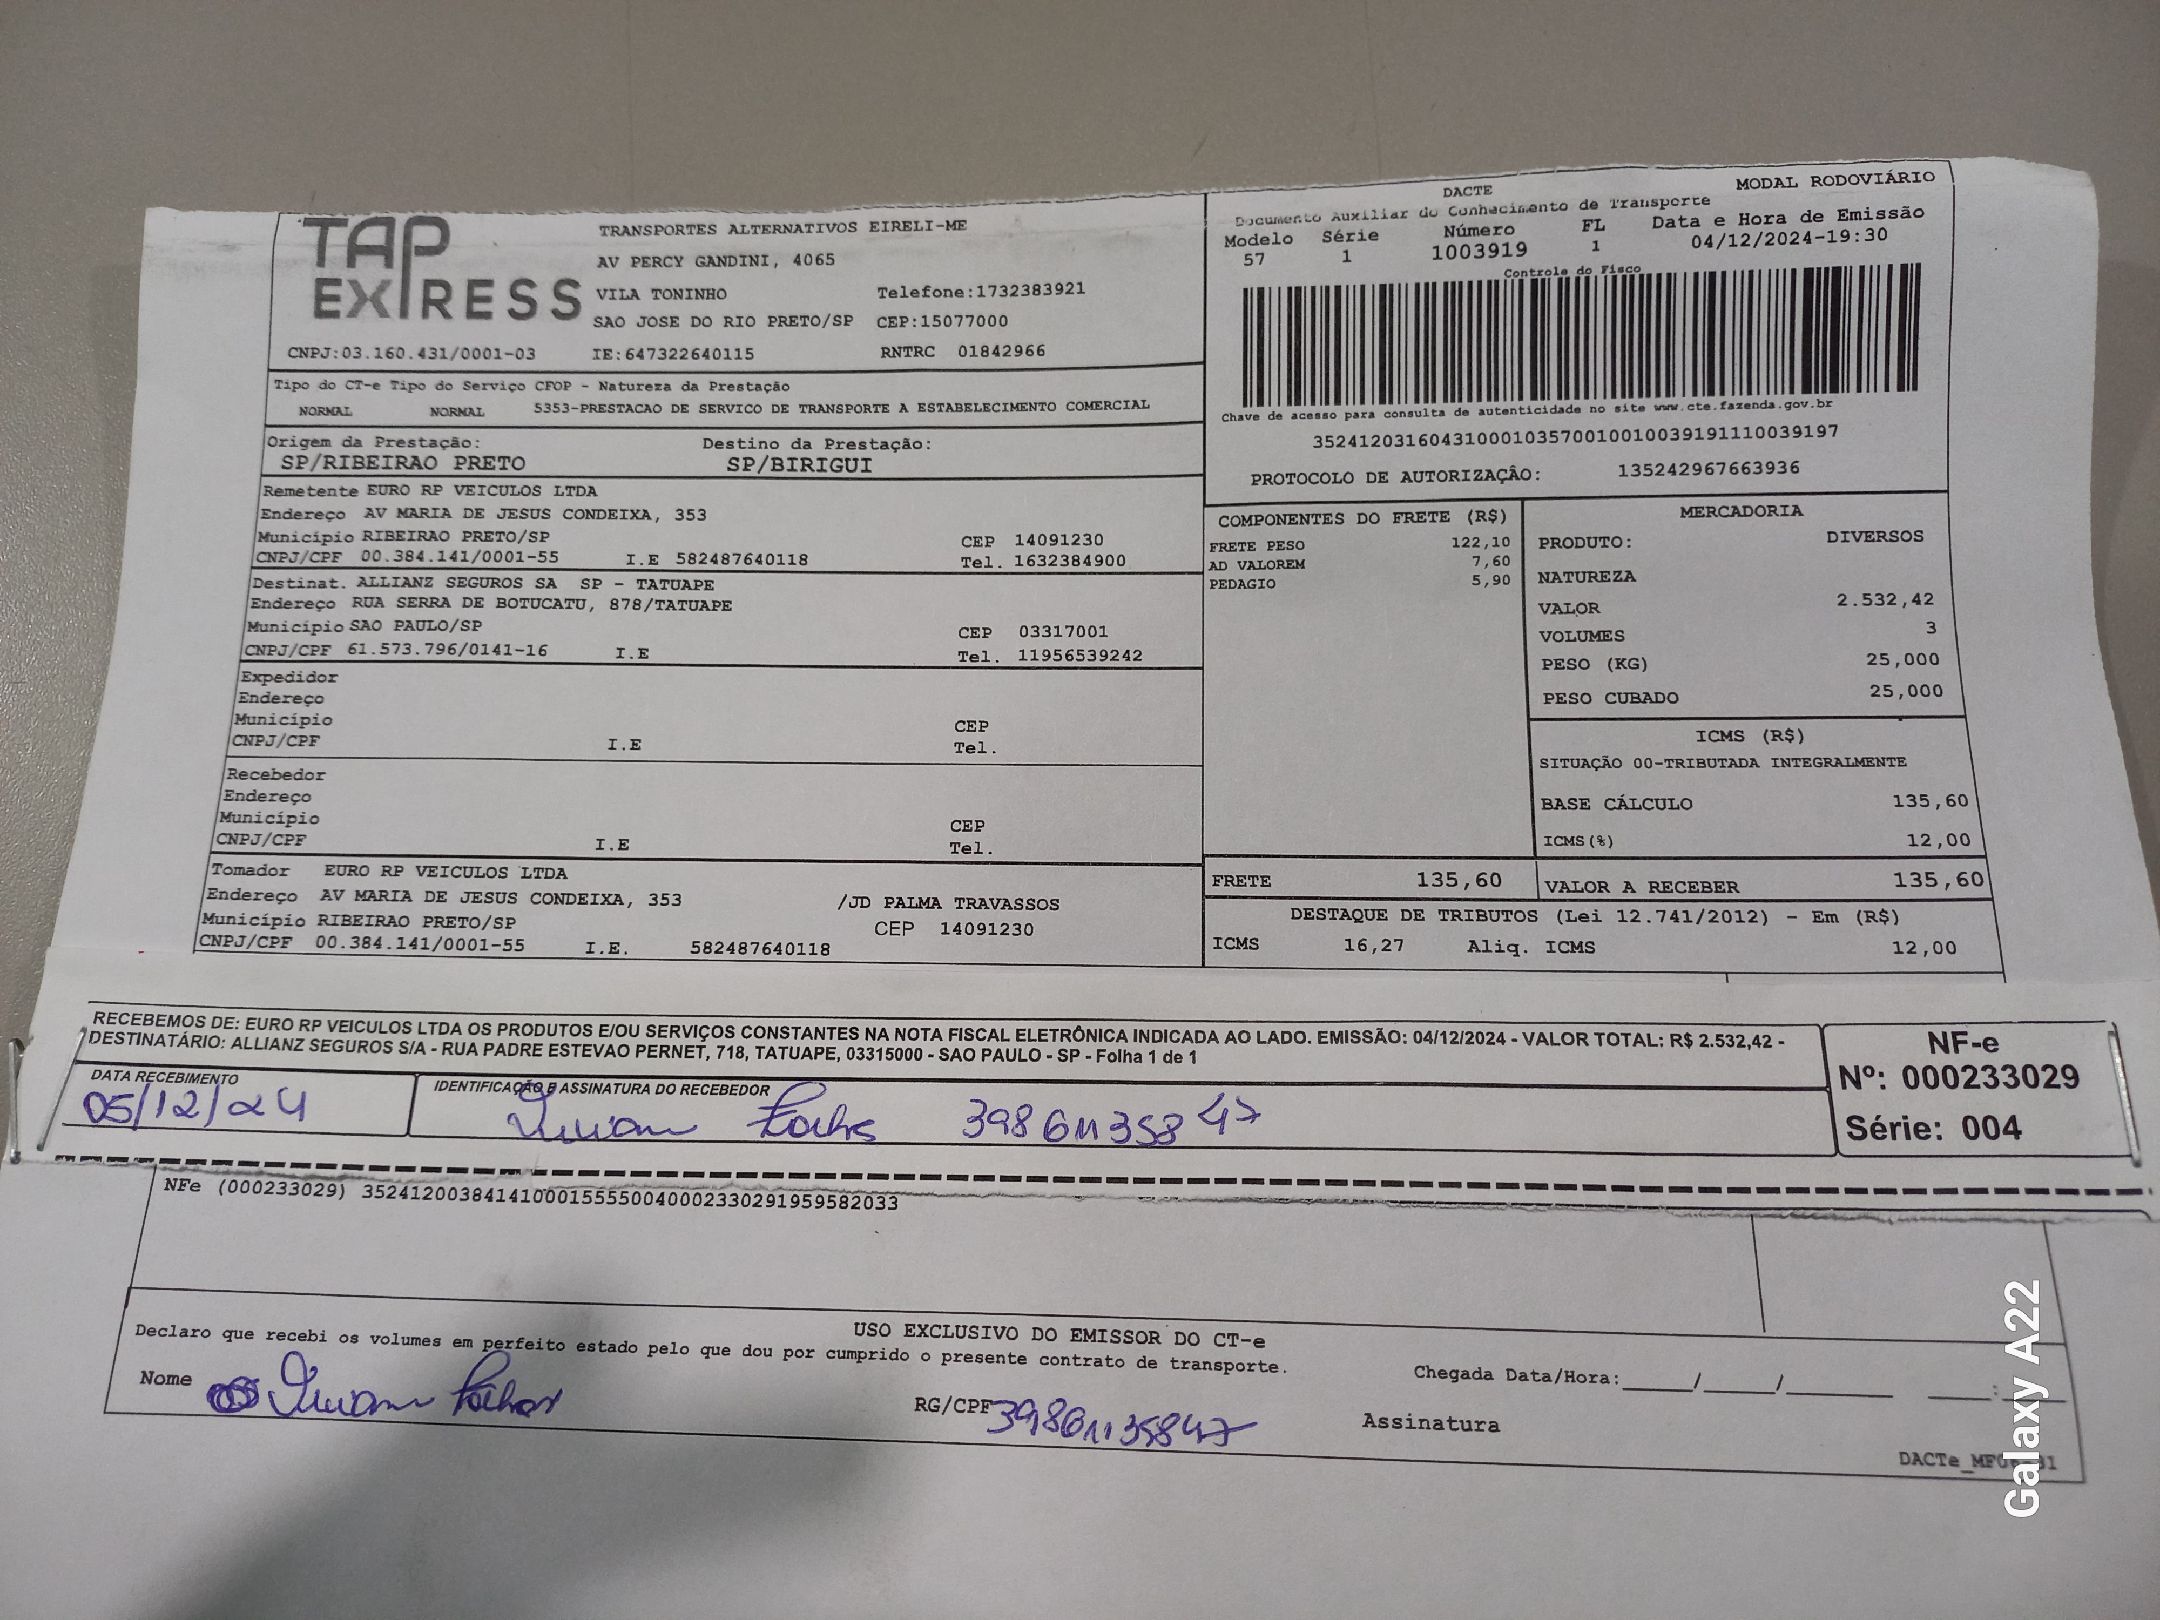 TAP EXPRESS
TRANSPORTES ALTERNATIVOS EIRELI-ME
AV PERCY GANDINI, 4065
VILA TONINHO Telefone:1732383921
SAO JOSE DO RIO PRETO/SP CEP:15077000
CNPJ:03.160.431/0001-03 IE:647322640115 RNTRC 01842966
Tipo do CT-e Tipo do Serviço CFOP - Natureza da Prestação
NORMAL NORMAL 5353-PRESTACAO DE SERVICO DE TRANSPORTE A ESTABELECIMENTO COMERCIAL
Origem da Prestação: Destino da Prestação:
SP/RIBEIRAO PRETO SP/BIRIGUI
Remetente EURO RP VEICULOS LTDA
Endereço AV MARIA DE JESUS CONDEIXA, 353
Município RIBEIRAO PRETO/SP CEP 14091230
CNPJ/CPF 00.384.141/0001-55 I.E 582487640118 Tel. 1632384900
Destinat. ALLIANZ SEGUROS SA SP - TATUAPE
Endereço RUA SERRA DE BOTUCATU, 878/TATUAPE
Município SAO PAULO/SP CEP 03317001
CNPJ/CPF 61.573.796/0141-16 I.E Tel. 11956539242
Expedidor
Endereço
Município CEP
CNPJ/CPF I.E Tel.
Recebedor
Endereço
Município CEP
CNPJ/CPF I.E Tel.
Tomador EURO RP VEICULOS LTDA
Endereço AV MARIA DE JESUS CONDEIXA, 353 /JD PALMA TRAVASSOS
Município RIBEIRAO PRETO/SP CEP 14091230
CNPJ/CPF 00.384.141/0001-55 I.E. 582487640118
DACTE MODAL RODOVIÁRIO
Documento Auxiliar do Conhecimento de Transporte
Modelo Série Número FL Data e Hora de Emissão
57 1 1003919 1 04/12/2024-19:30
Controle do Fisco
Chave de acesso para consulta de autenticidade no site www.cte.fazenda.gov.br
35241203160431000103570010010039191110039197
PROTOCOLO DE AUTORIZAÇÂO: 135242967663936
COMPONENTES DO FRETE (R$)
FRETE PESO 122,10
AD VALOREM 7,60
PEDAGIO 5,90
MERCADORIA
PRODUTO: DIVERSOS
NATUREZA
VALOR 2.532,42
VOLUMES 3
PESO (KG) 25,000
PESO CUBADO 25,000
ICMS (R$)
SITUAÇÃO 00-TRIBUTADA INTEGRALMENTE
BASE CÁLCULO 135,60
ICMS(%) 12,00
FRETE 135,60 VALOR A RECEBER 135,60
DESTAQUE DE TRIBUTOS (Lei 12.741/2012) - Em (R$)
ICMS 16,27 Aliq. ICMS 12,00
RECEBEMOS DE: EURO RP VEICULOS LTDA OS PRODUTOS E/OU SERVIÇOS CONSTANTES NA NOTA FISCAL ELETRÔNICA INDICADA AO LADO. EMISSÃO: 04/12/2024 - VALOR TOTAL: R$ 2.532,42 -
DESTINATÁRIO: ALLIANZ SEGUROS S/A - RUA PADRE ESTEVAO PERNET, 718, TATUAPE, 03315000 - SAO PAULO - SP - Folha 1 de 1
DATA RECEBIMENTO IDENTIFICAÇÃO E ASSINATURA DO RECEBEDOR
05/12/24 39861135847
NF-e
Nº: 000233029
Série: 004
NFe (000233029) 35241200384141000155550040002330291959582033
USO EXCLUSIVO DO EMISSOR DO CT-e
Declaro que recebi os volumes em perfeito estado pelo que dou por cumprido o presente contrato de transporte.
Nome RG/CPF 39861135847
Chegada Data/Hora:_____/_____/_______ ____:____
Assinatura
Galaxy A22